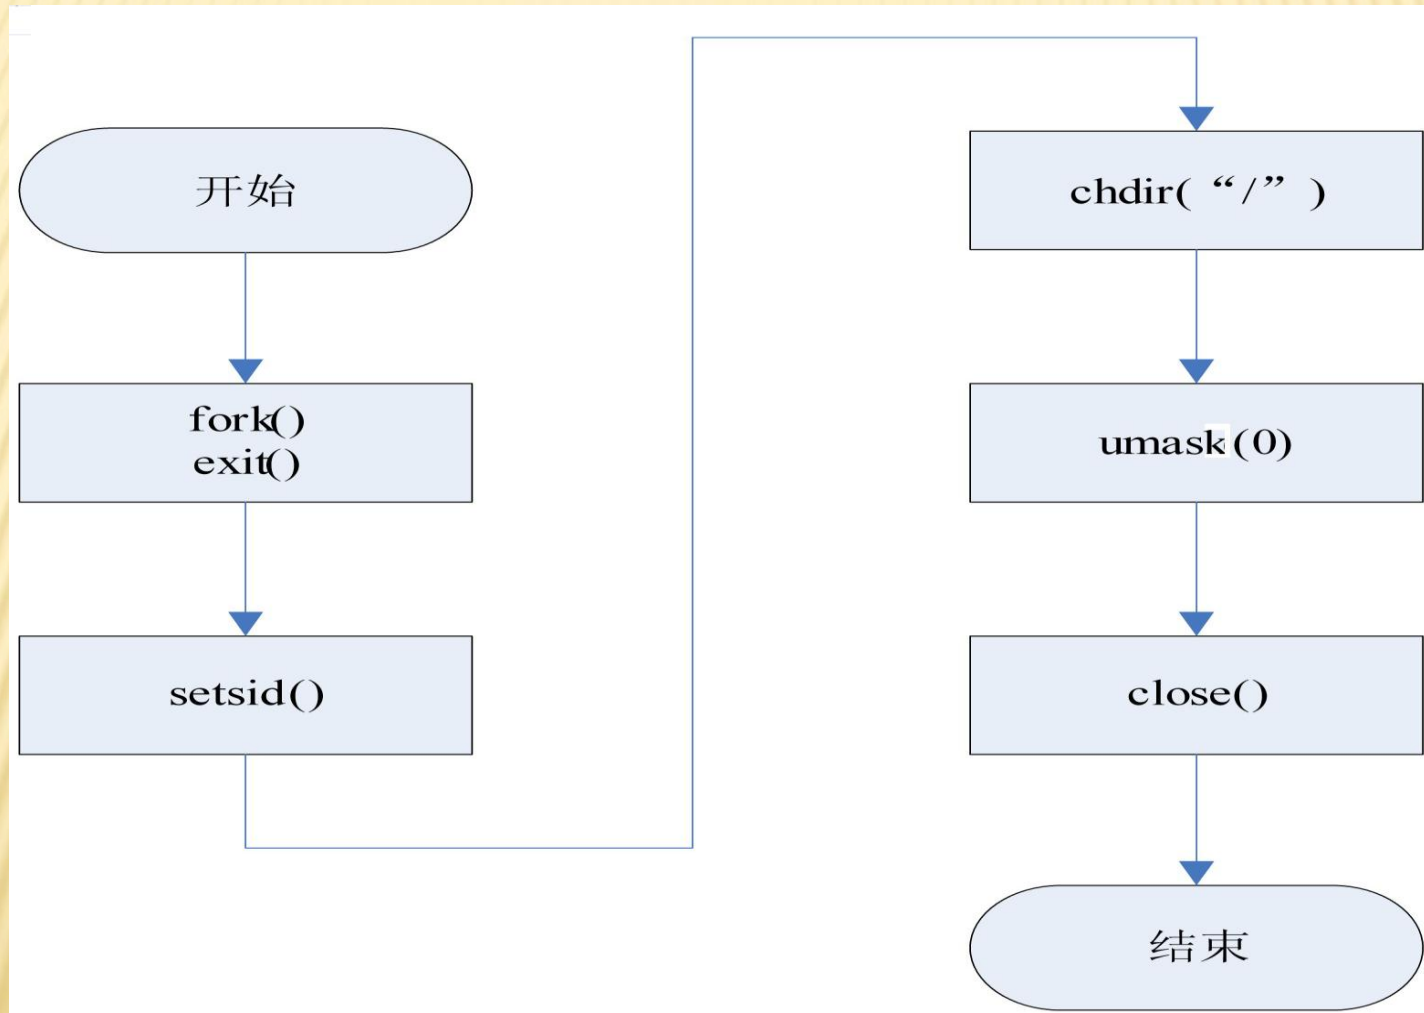 开始
fork()
exit()
setsid()
chdir(“/”)
umask(0)
close()
结束